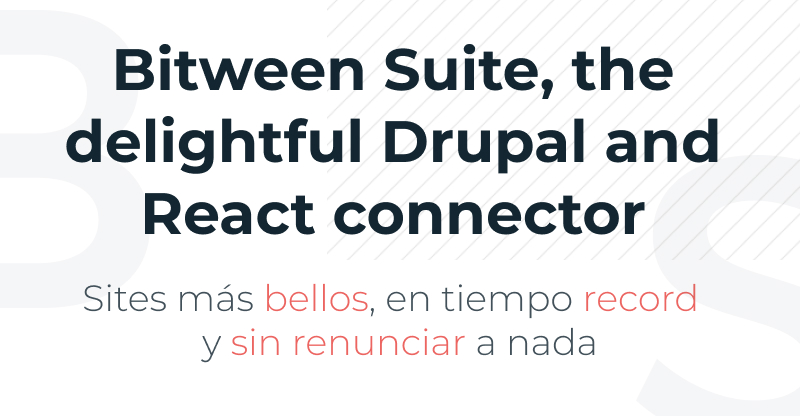 Bitween Suite, the
delightful Drupal and
React connector
Sites más bellos, en tiempo record
y sin renunciar a nada